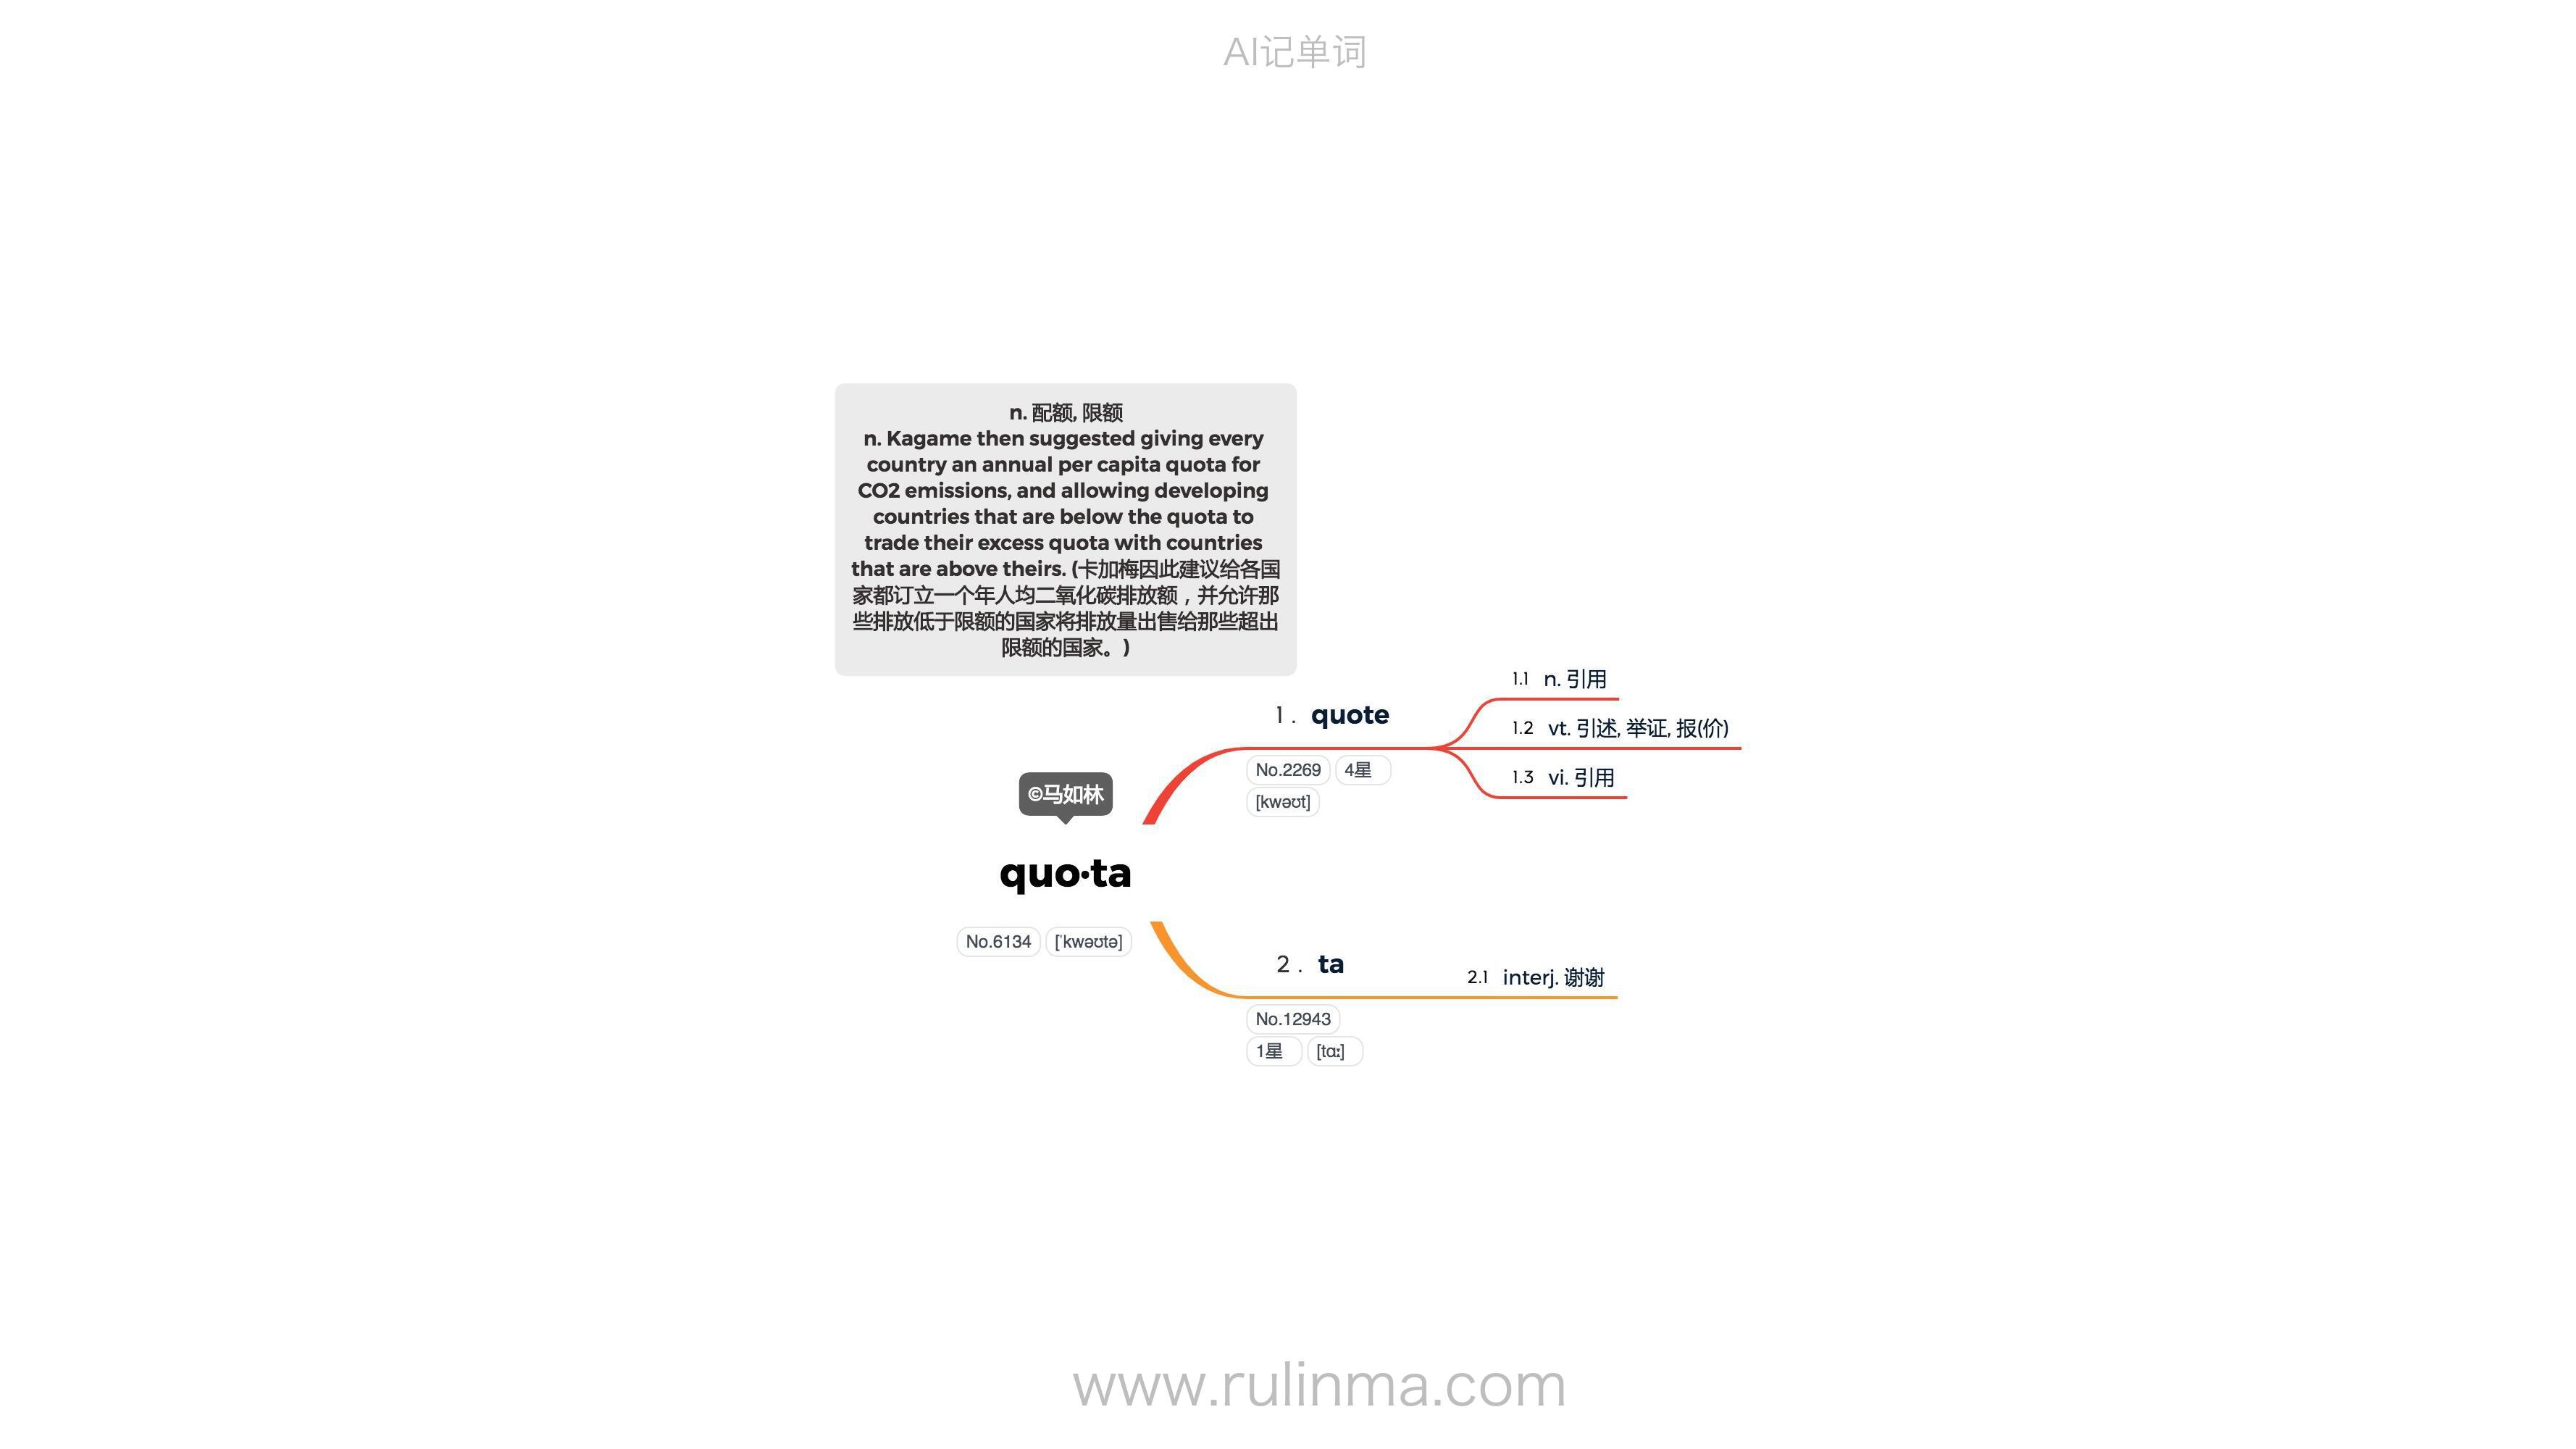 AI记单词
n. 配额, 限额
n. Kagame then suggested giving every
country an annual per capita quota for
CO2 emissions, and allowing developing
countries that are below the quota to
trade their excess quota with countries
that are above theirs. (卡加梅因此建议给各国
家都订立一个年人均二氧化碳排放额，并允许那
些排放低于限额的国家将排放量出售给那些超出
限额的国家。)
©马如林
quo·ta
No.6134 [ˈkwəʊtə]
1. quote
No.2269 4星
[kwəʊt]
1.1 n. 引用
1.2 vt. 引述, 举证, 报(价)
1.3 vi. 引用
2. ta
No.12943
1星 [tɑː]
2.1 interj. 谢谢
www.rulinma.com